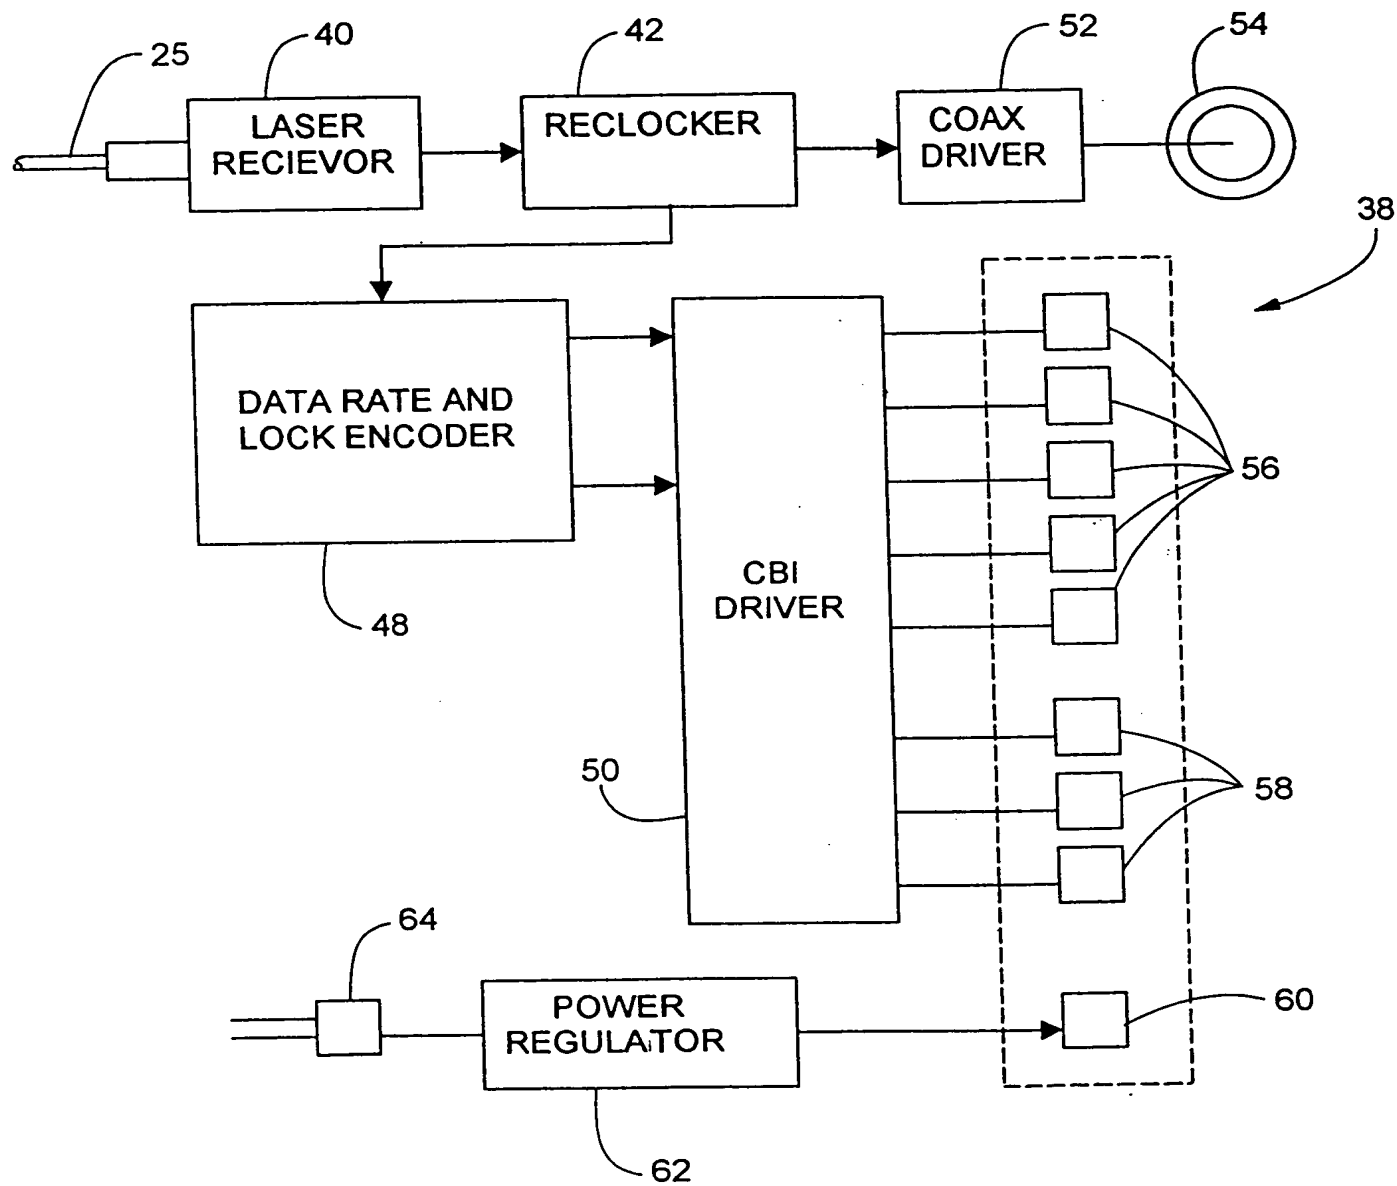 25
40
42
52
54
LASER
RECIEVOR
RECLOCKER
COAX
DRIVER
38
DATA RATE AND
LOCK ENCODER
56
48
CBI
DRIVER
50
58
64
POWER
REGULATOR
60
62